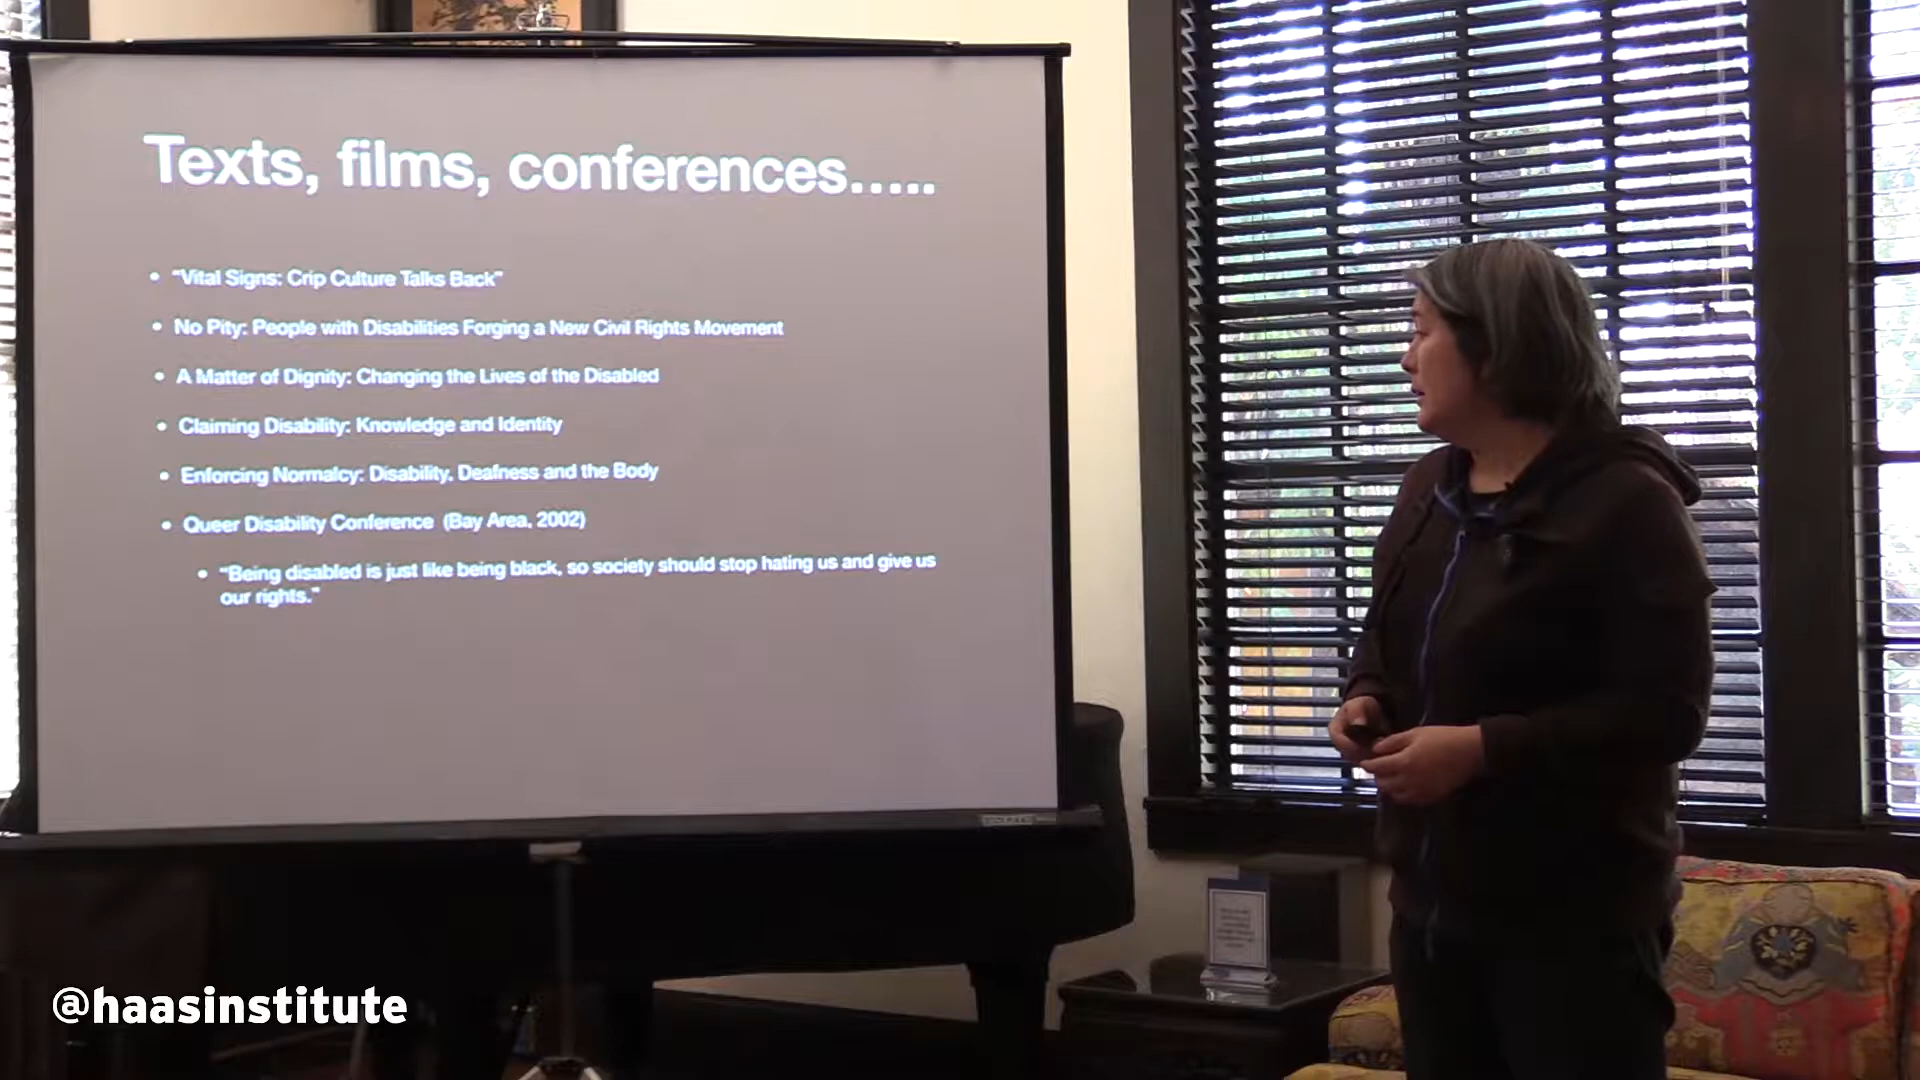 Texts, films, conferences.....
• “Vital Signs: Crip Culture Talks Back”
• No Pity: People with Disabilities Forging a New Civil Rights Movement
• A Matter of Dignity: Changing the Lives of the Disabled
• Claiming Disability: Knowledge and Identity
• Enforcing Normalcy: Disability, Deafness and the Body
• Queer Disability Conference (Bay Area, 2002)
• “Being disabled is just like being black, so society should stop hating us and give us
our rights.”
@haasinstitute